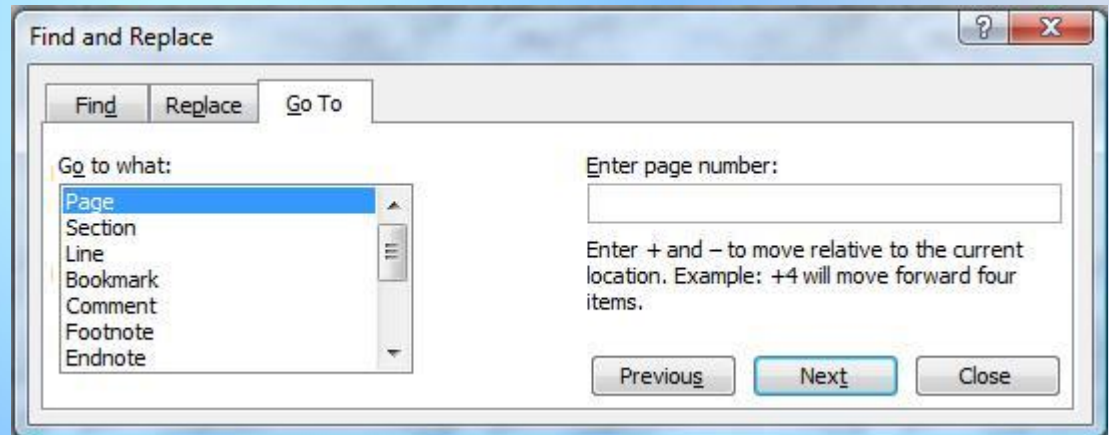 Find and Replace
Find Replace Go To
Go to what:
Page
Section
Line
Bookmark
Comment
Footnote
Endnote
Enter page number:
Enter + and – to move relative to the current
location. Example: +4 will move forward four
items.
Previous Next Close